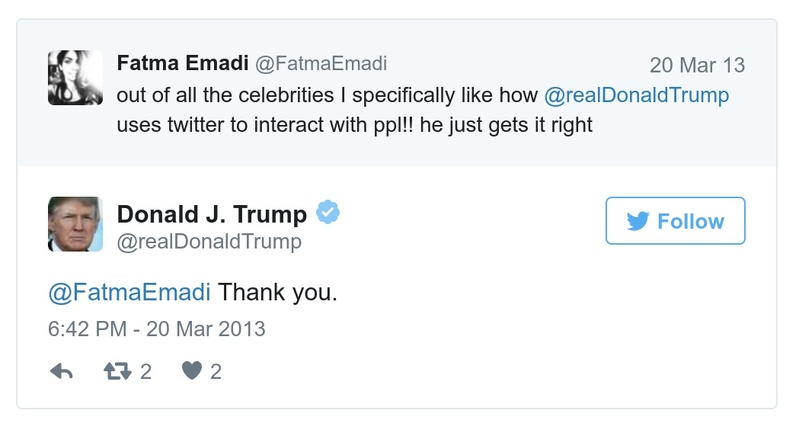 Fatma Emadi @FatmaEmadi 20 Mar 13
out of all the celebrities I specifically like how @realDonaldTrump
uses twitter to interact with ppl!! he just gets it right
Donald J. Trump
@realDonaldTrump
Follow
@FatmaEmadi Thank you.
6:42 PM - 20 Mar 2013
2 2